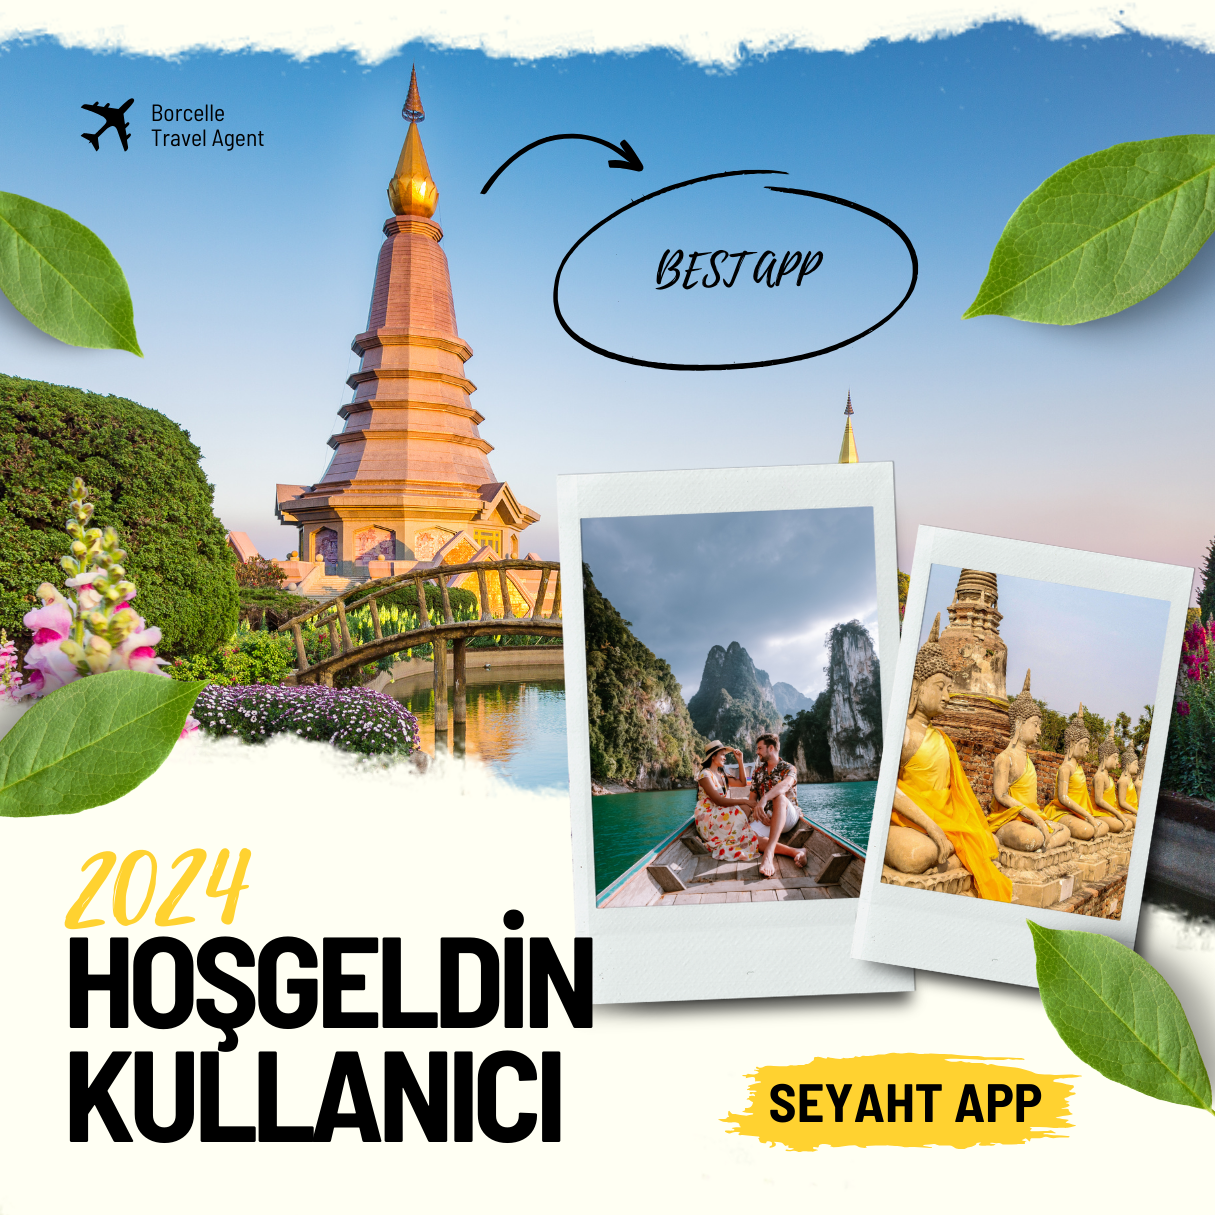 Borcelle
Travel Agent
BEST APP
2024
HOŞGELDİN
KULLANICI
SEYAHT APP